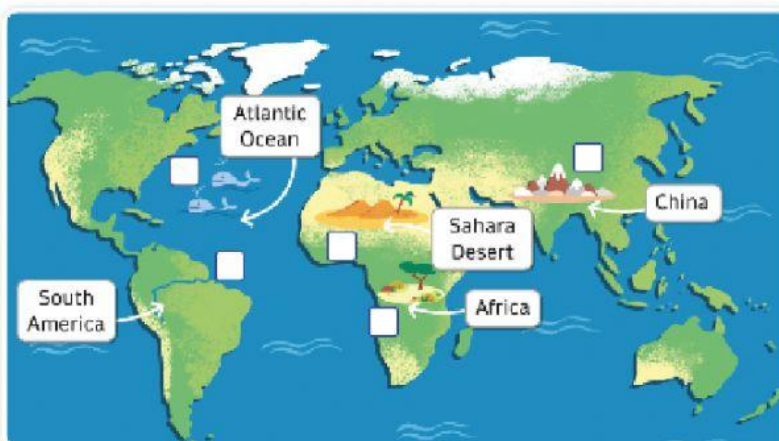 Atlantic
Ocean
China
Sahara
Desert
South
America
Africa